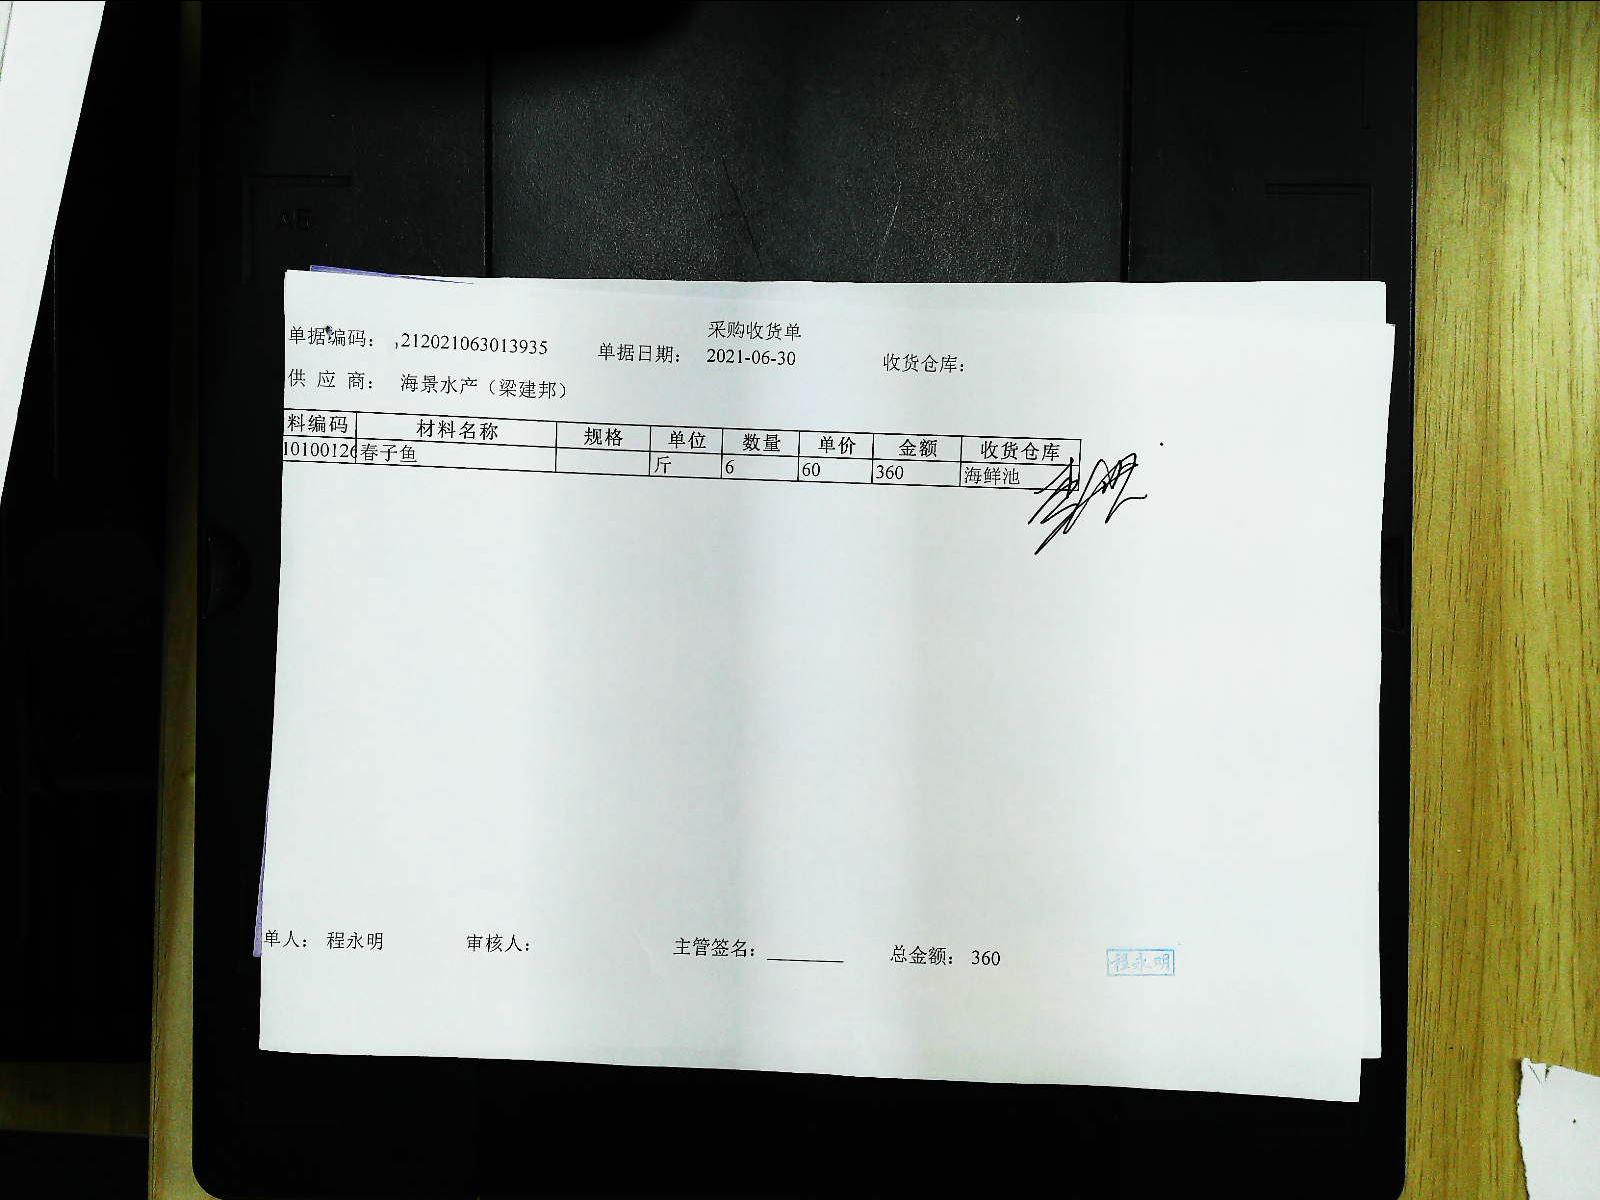 采购收货单
单据编码： ,212021063013935 单据日期： 2021-06-30 收货仓库：
供 应 商： 海景水产（梁建邦）
料编码 材料名称 规格 单位 数量 单价 金额 收货仓库
10100126 春子鱼 斤 6 60 360 海鲜池
单人： 程永明 审核人： 主管签名： ________ 总金额： 360
程永明